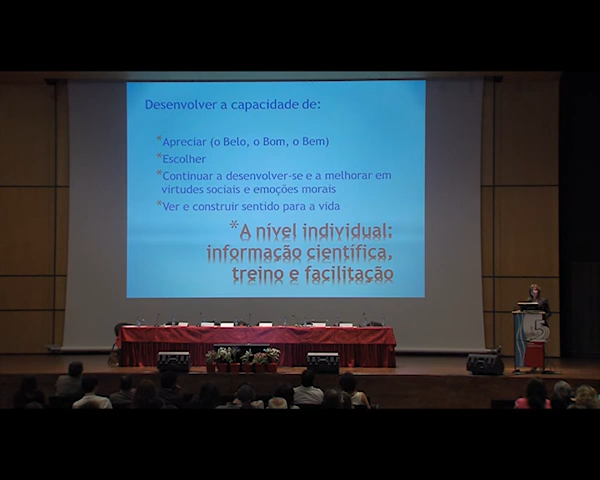 Desenvolver a capacidade de:
*Apreciar (o Belo, o Bom, o Bem)
*Escolher
*Continuar a desenvolver-se e a melhorar em
virtudes sociais e emoções morais
*Ver e construir sentido para a vida
*A nível individual:
informação científica,
treino e facilitação
5